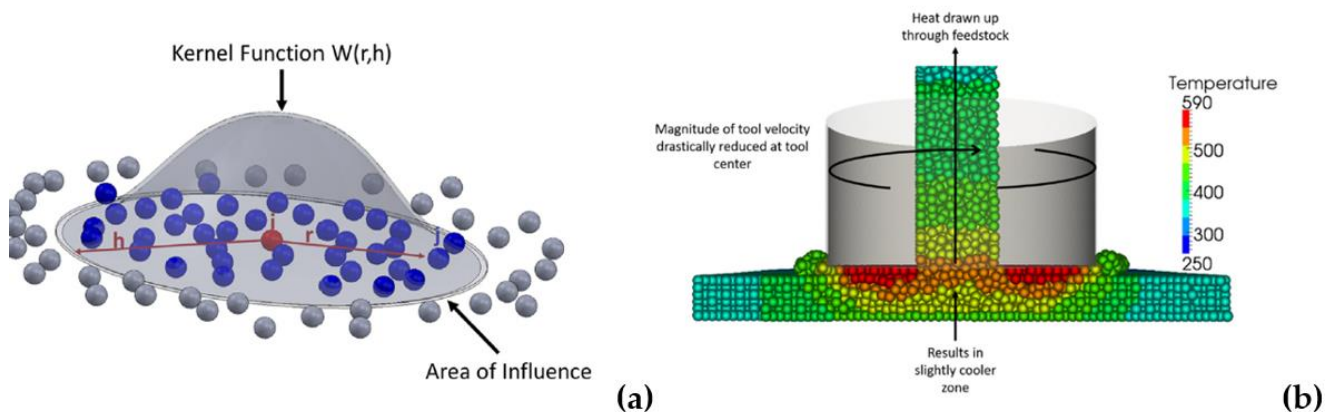 Kernel Function W(r,h)
h
i
r
j
Area of Influence
(a)
Heat drawn up
through feedstock
Magnitude of tool velocity
drastically reduced at tool
center
Temperature
590
500
400
300
250
Results in
slightly cooler
zone
(b)